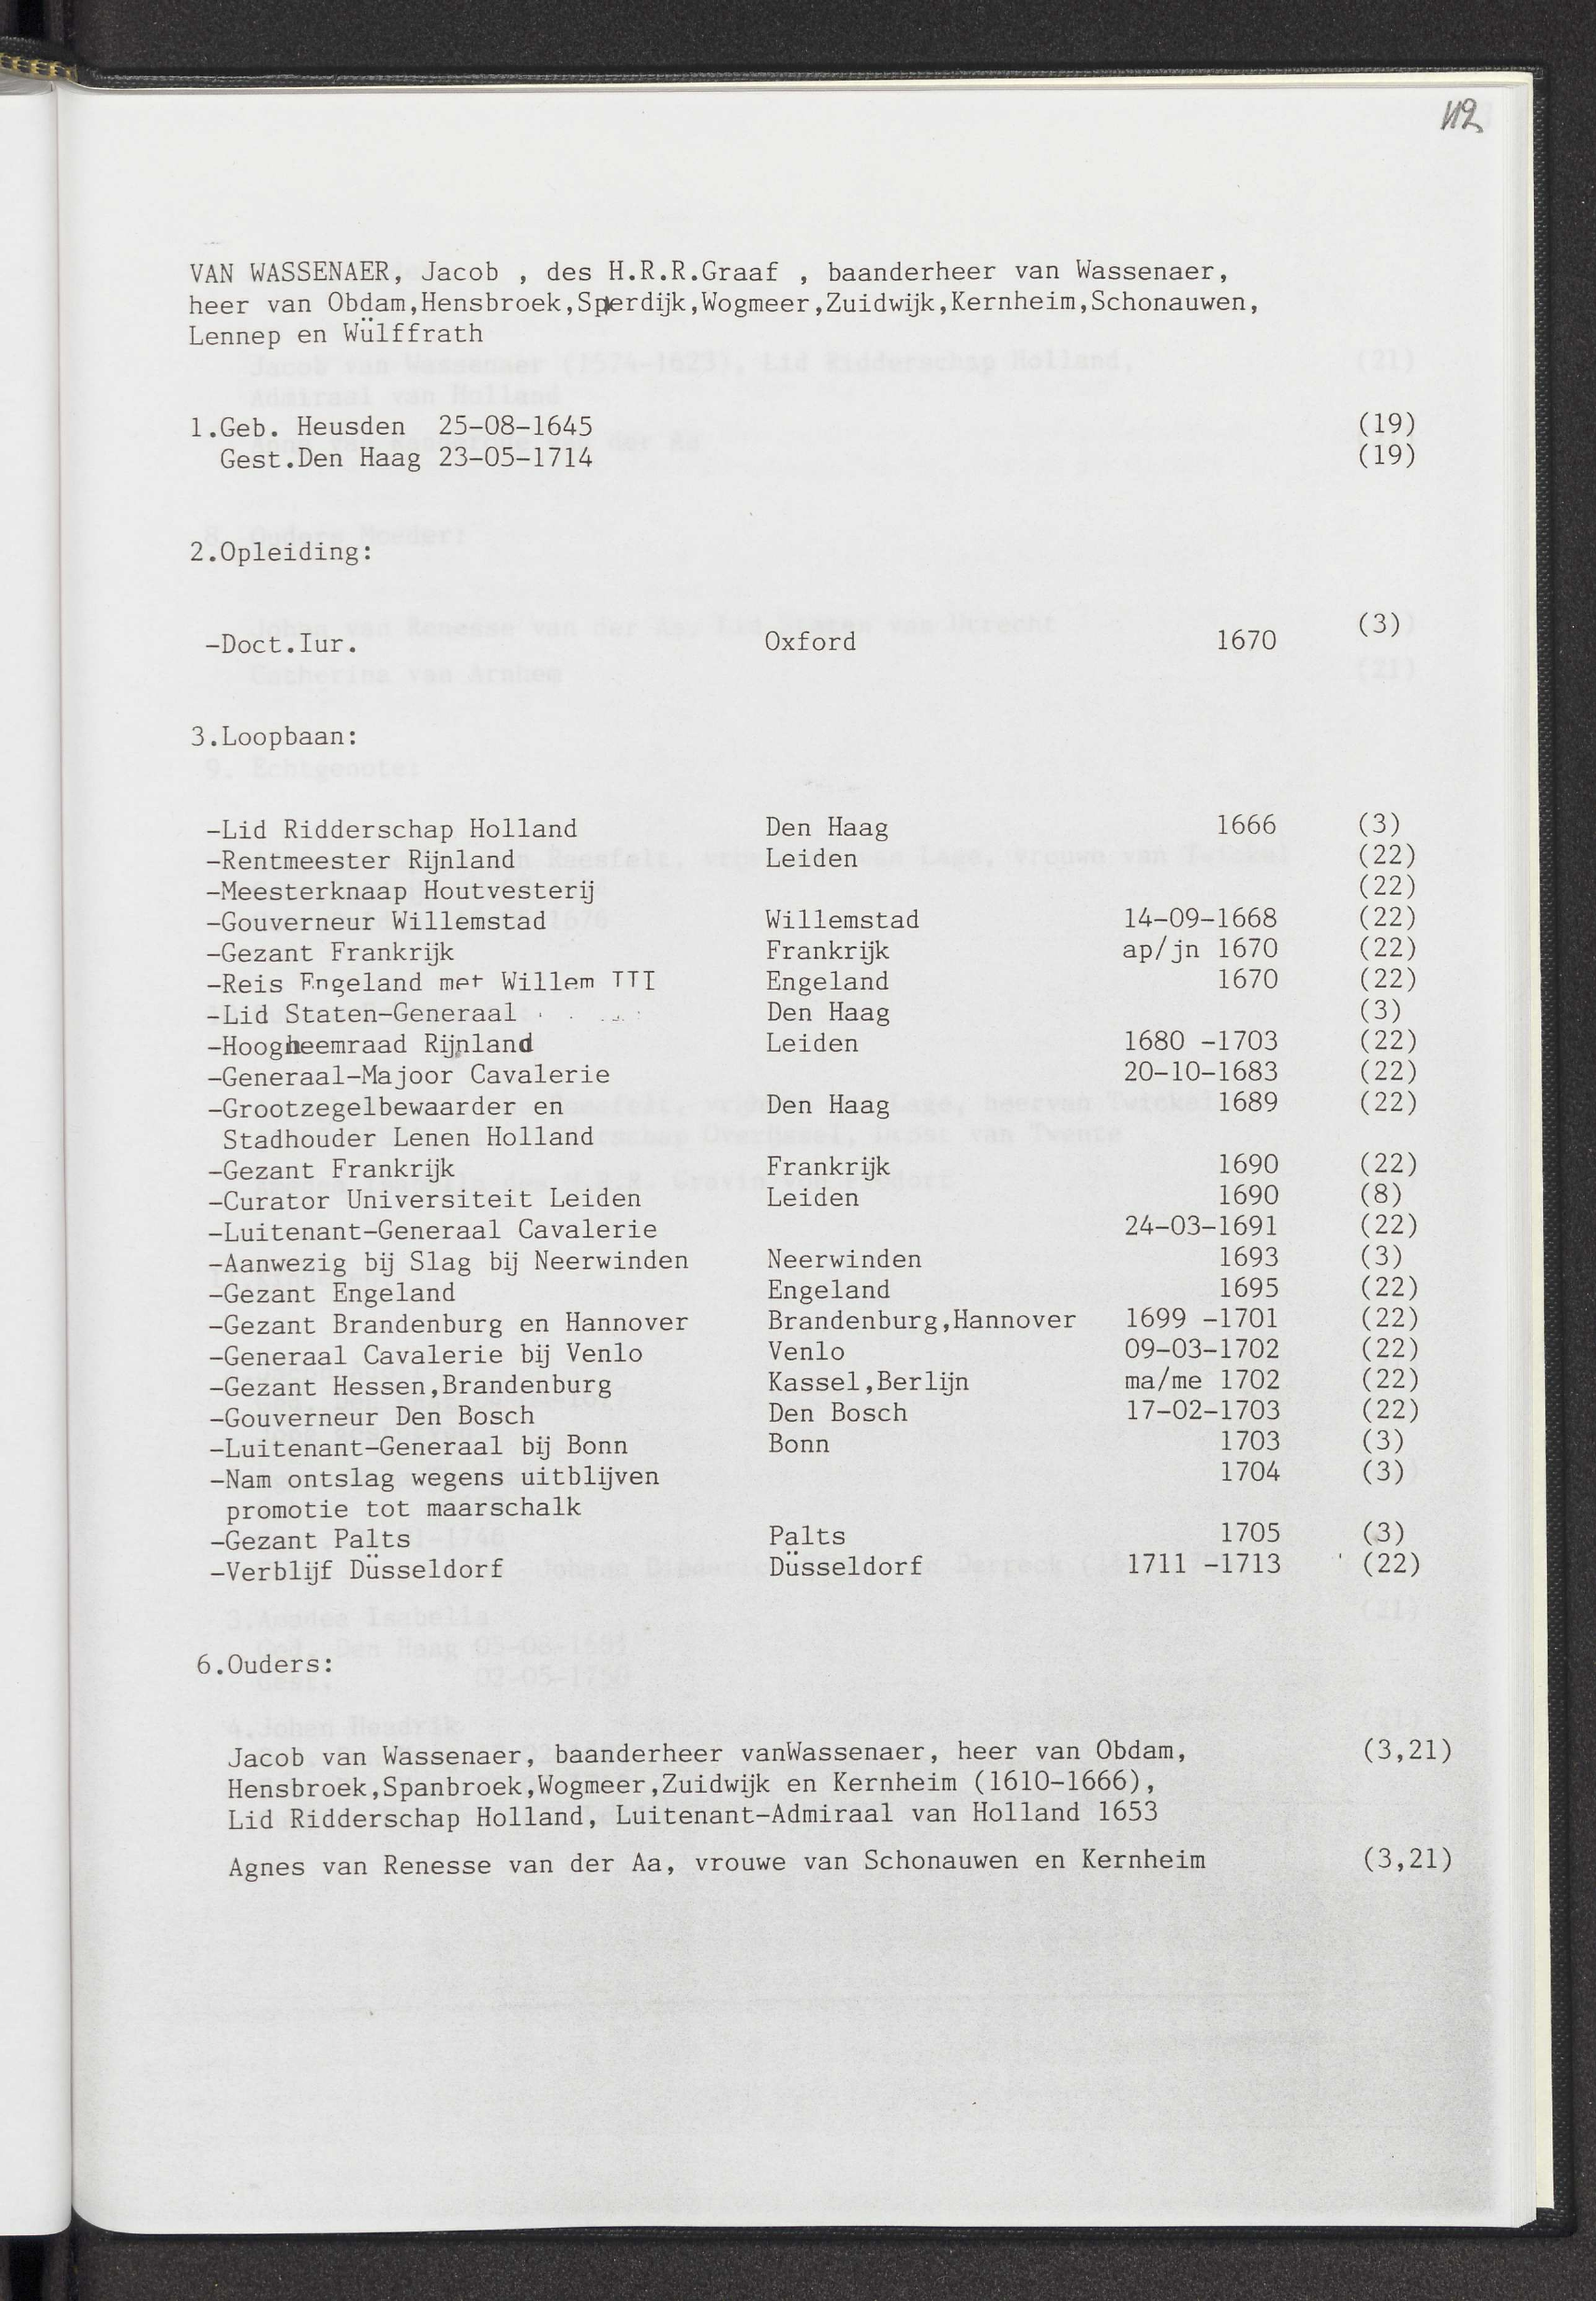 112
VAN WASSENAER, Jacob , des H.R.R.Graaf , baanderheer van Wassenaer,
heer van Obdam,Hensbroek,Sperdijk,Wogmeer,Zuidwijk,Kernheim,Schonauwen,
Lennep en Wülffrath
1.Geb. Heusden 25-08-1645 (19)
Gest.Den Haag 23-05-1714 (19)
2.Opleiding:
-Doct.Iur. Oxford 1670 (3)
3.Loopbaan:
-Lid Ridderschap Holland Den Haag 1666 (3)
-Rentmeester Rijnland Leiden (22)
-Meesterknaap Houtvesterij (22)
-Gouverneur Willemstad Willemstad 14-09-1668 (22)
-Gezant Frankrijk Frankrijk ap/jn 1670 (22)
-Reis Engeland met Willem III Engeland 1670 (22)
-Lid Staten-Generaal Den Haag (3)
-Hoogheemraad Rijnland Leiden 1680 -1703 (22)
-Generaal-Majoor Cavalerie 20-10-1683 (22)
-Grootzegelbewaarder en Den Haag 1689 (22)
Stadhouder Lenen Holland
-Gezant Frankrijk Frankrijk 1690 (22)
-Curator Universiteit Leiden Leiden 1690 (8)
-Luitenant-Generaal Cavalerie 24-03-1691 (22)
-Aanwezig bij Slag bij Neerwinden Neerwinden 1693 (3)
-Gezant Engeland Engeland 1695 (22)
-Gezant Brandenburg en Hannover Brandenburg,Hannover 1699 -1701 (22)
-Generaal Cavalerie bij Venlo Venlo 09-03-1702 (22)
-Gezant Hessen,Brandenburg Kassel,Berlijn ma/me 1702 (22)
-Gouverneur Den Bosch Den Bosch 17-02-1703 (22)
-Luitenant-Generaal bij Bonn Bonn 1703 (3)
-Nam ontslag wegens uitblijven 1704 (3)
promotie tot maarschalk
-Gezant Palts Palts 1705 (3)
-Verblijf Düsseldorf Düsseldorf 1711 -1713 (22)
6.Ouders:
Jacob van Wassenaer, baanderheer vanWassenaer, heer van Obdam, (3,21)
Hensbroek,Spanbroek,Wogmeer,Zuidwijk en Kernheim (1610-1666),
Lid Ridderschap Holland, Luitenant-Admiraal van Holland 1653
Agnes van Renesse van der Aa, vrouwe van Schonauwen en Kernheim (3,21)